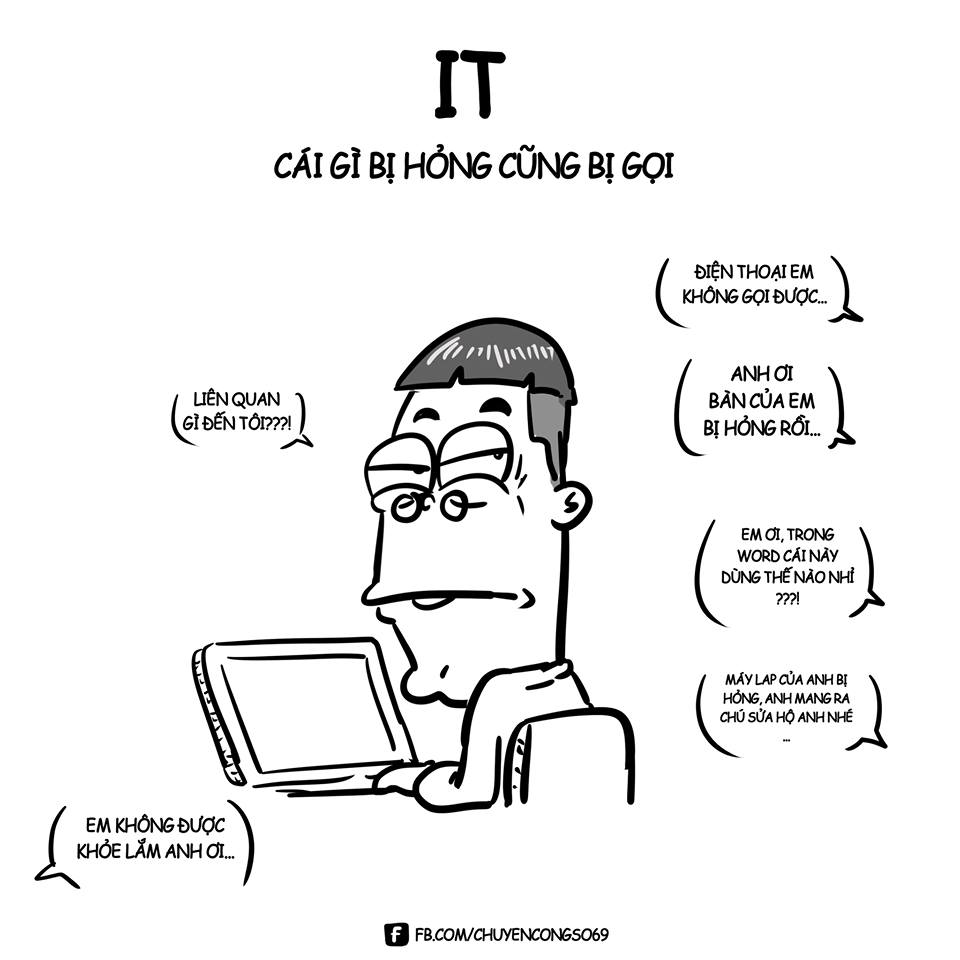 IT
CÁI GÌ BỊ HỎNG CŨNG BỊ GỌI
ĐIỆN THOẠI EM
KHÔNG GỌI ĐƯỢC...
ANH ƠI
BÀN CỦA EM
BỊ HỎNG RỒI...
LIÊN QUAN
GÌ ĐẾN TÔI???!
EM ƠI, TRONG
WORD CÁI NÀY
DÙNG THẾ NÀO NHỈ
???!
MÁY LAP CỦA ANH BỊ
HỎNG, ANH MANG RA
CHÚ SỬA HỘ ANH NHÉ
...
EM KHÔNG ĐƯỢC
KHỎE LẮM ANH ƠI...
f FB.COM/CHUYENCONGSO69